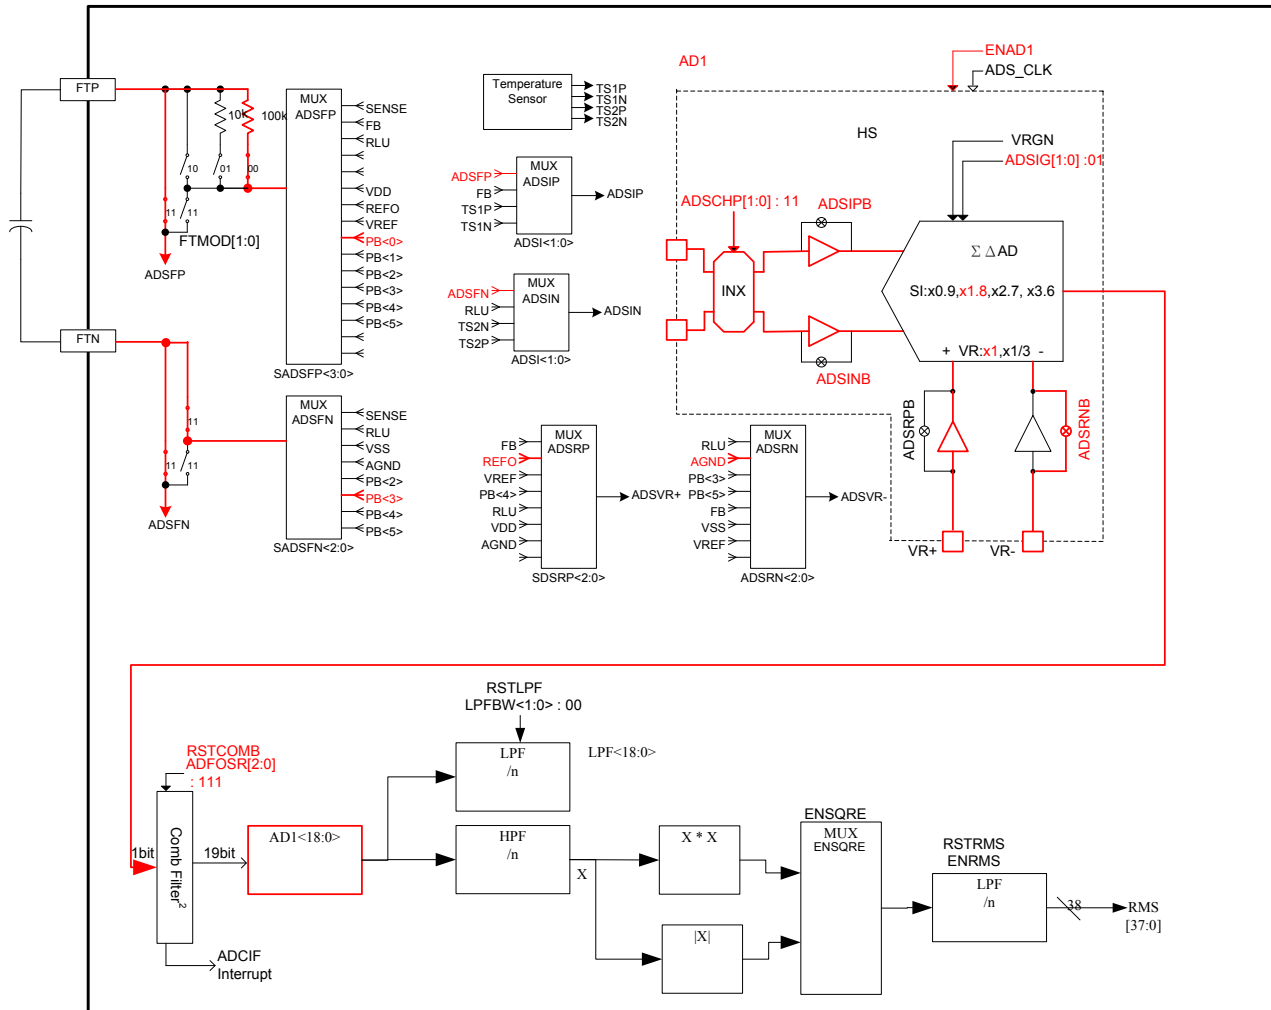 FTP
10k
100k
10
01
00
11
11
FTMOD[1:0]
ADSFP
MUX
ADSFP
SENSE
FB
RLU
VDD
REFO
VREF
PB<0>
PB<1>
PB<2>
PB<3>
PB<4>
PB<5>
SADSFP<3:0>
FTN
11
11
11
ADSFN
MUX
ADSFN
SENSE
RLU
VSS
AGND
PB<2>
PB<3>
PB<4>
PB<5>
SADSFN<2:0>
Temperature
Sensor
TS1P
TS1N
TS2P
TS2N
MUX
ADSIP
ADSFP
FB
TS1P
TS1N
ADSIP
ADSI<1:0>
MUX
ADSIN
ADSFN
RLU
TS2N
TS2P
ADSIN
ADSI<1:0>
MUX
ADSRP
FB
REFO
VREF
PB<4>
RLU
VDD
AGND
ADSVR+
SDSRP<2:0>
MUX
ADSRN
RLU
AGND
PB<3>
PB<5>
FB
VSS
VREF
ADSVR-
ADSRN<2:0>
AD1
ENAD1
ADS_CLK
HS
VRGN
ADSIG[1:0] :01
ADSCHP[1:0] : 11
ADSIPB
INX
ADSINB
Σ Δ AD
SI:x0.9,x1.8,x2.7, x3.6
+ VR:x1,x1/3 -
ADSRPB
ADSRNB
VR+
VR-
RSTCOMB
ADFOSR[2:0]
: 111
1bit
Comb Filter²
19bit
ADCIF
Interrupt
AD1<18:0>
RSTLPF
LPFBW<1:0> : 00
LPF
/n
LPF<18:0>
HPF
/n
X
X * X
|X|
ENSQRE
MUX
ENSQRE
RSTRMS
ENRMS
LPF
/n
38
RMS
[37:0]